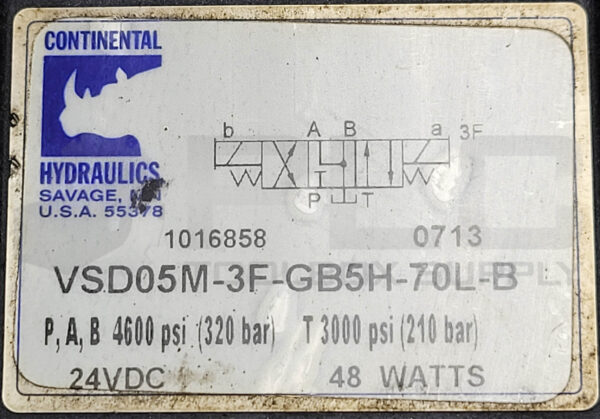 CONTINENTAL
HYDRAULICS
SAVAGE, MN
U.S.A. 55378
b A B a 3F
T
P T
1016858 0713
VSD05M-3F-GB5H-70L-B
P, A, B 4600 psi (320 bar) T 3000 psi (210 bar)
24VDC 48 WATTS